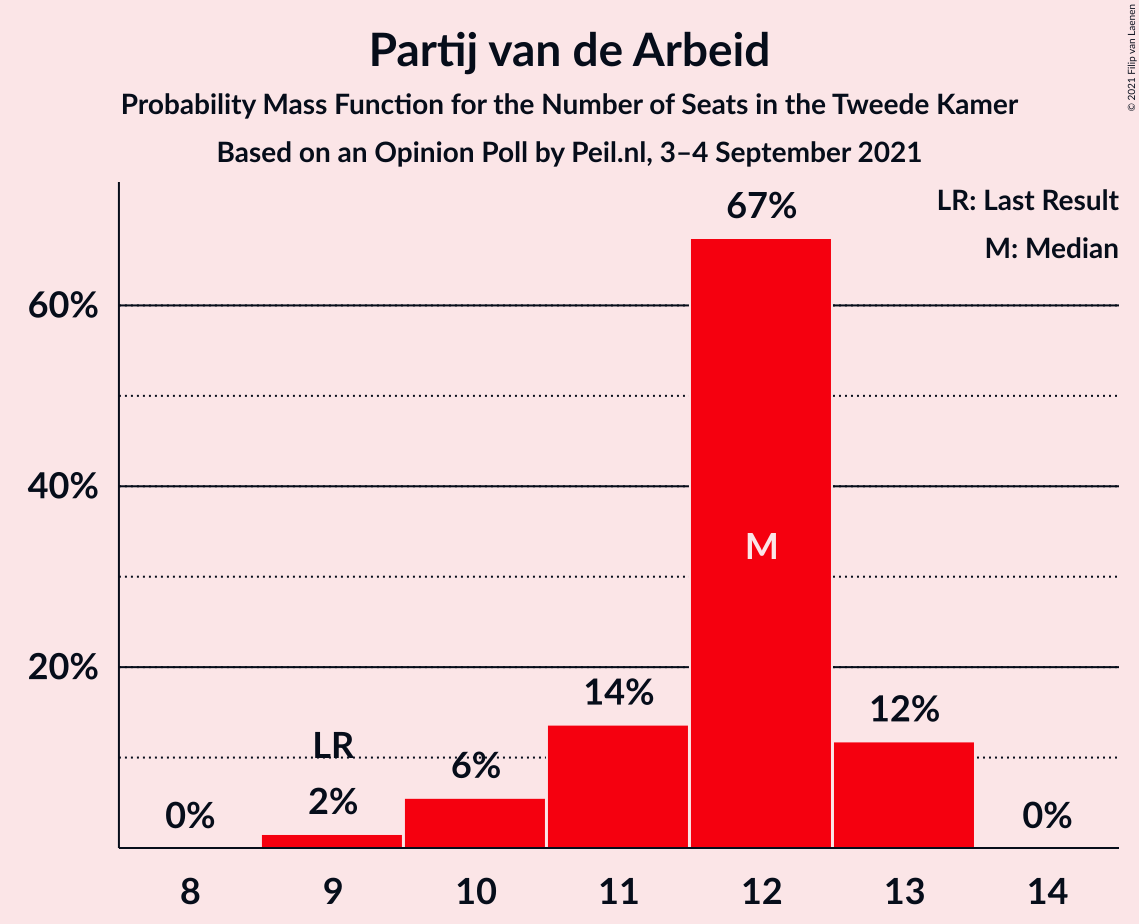 Partij van de Arbeid
Probability Mass Function for the Number of Seats in the Tweede Kamer
Based on an Opinion Poll by Peil.nl, 3–4 September 2021
© 2021 Filip van Laenen
LR: Last Result
M: Median
67%
60%
40%
M
20%
14%
12%
LR
6%
2%
0%
0%
8 9 10 11 12 13 14